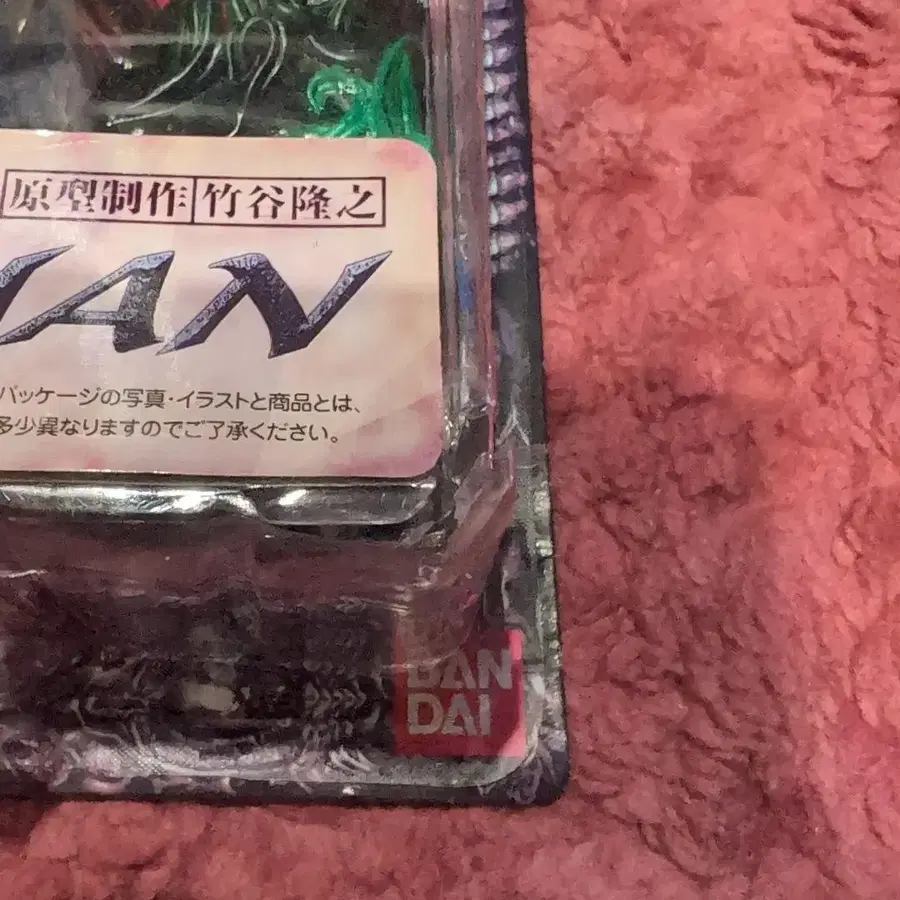 原型制作 竹谷隆之
AN
パッケージの写真・イラストと商品とは、
多少異なりますのでご了承ください。
BAN
DAI